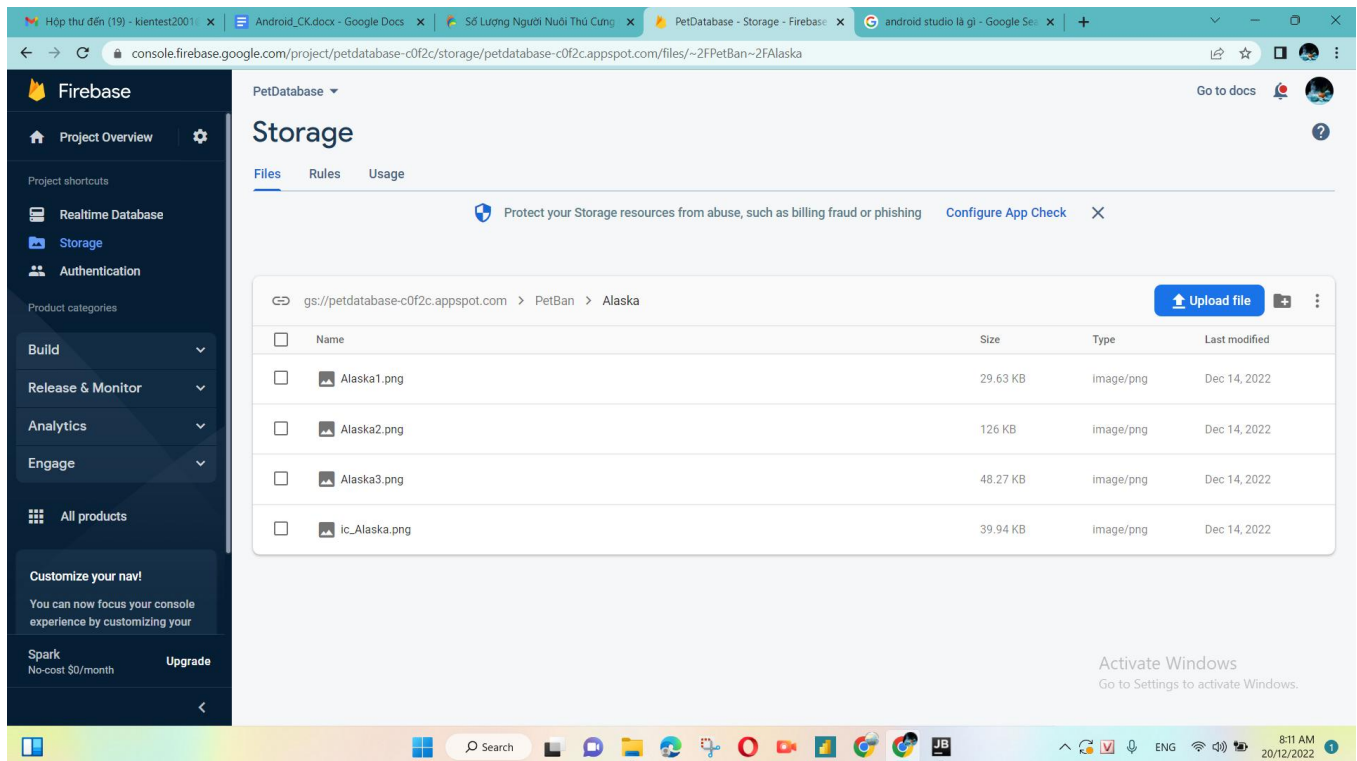 Hộp thư đến (19) - kientest2001
Android_CK.docx - Google Docs
Số Lượng Người Nuôi Thú Cưng
PetDatabase - Storage - Firebase
android studio là gì - Google Sea
console.firebase.google.com/project/petdatabase-c0f2c/storage/petdatabase-c0f2c.appspot.com/files/~2FPetBan~2FAlaska
Firebase
Project Overview
Project shortcuts
Realtime Database
Storage
Authentication
Product categories
Build
Release & Monitor
Analytics
Engage
All products
Customize your nav!
You can now focus your console
experience by customizing your
Spark
No-cost $0/month
Upgrade
PetDatabase
Go to docs
Storage
Files Rules Usage
Protect your Storage resources from abuse, such as billing fraud or phishing Configure App Check
gs://petdatabase-c0f2c.appspot.com > PetBan > Alaska
Upload file
Name Size Type Last modified
Alaska1.png 29.63 KB image/png Dec 14, 2022
Alaska2.png 126 KB image/png Dec 14, 2022
Alaska3.png 48.27 KB image/png Dec 14, 2022
ic_Alaska.png 39.94 KB image/png Dec 14, 2022
Activate Windows
Go to Settings to activate Windows.
Search
JB
V
ENG
8:11 AM
20/12/2022
1